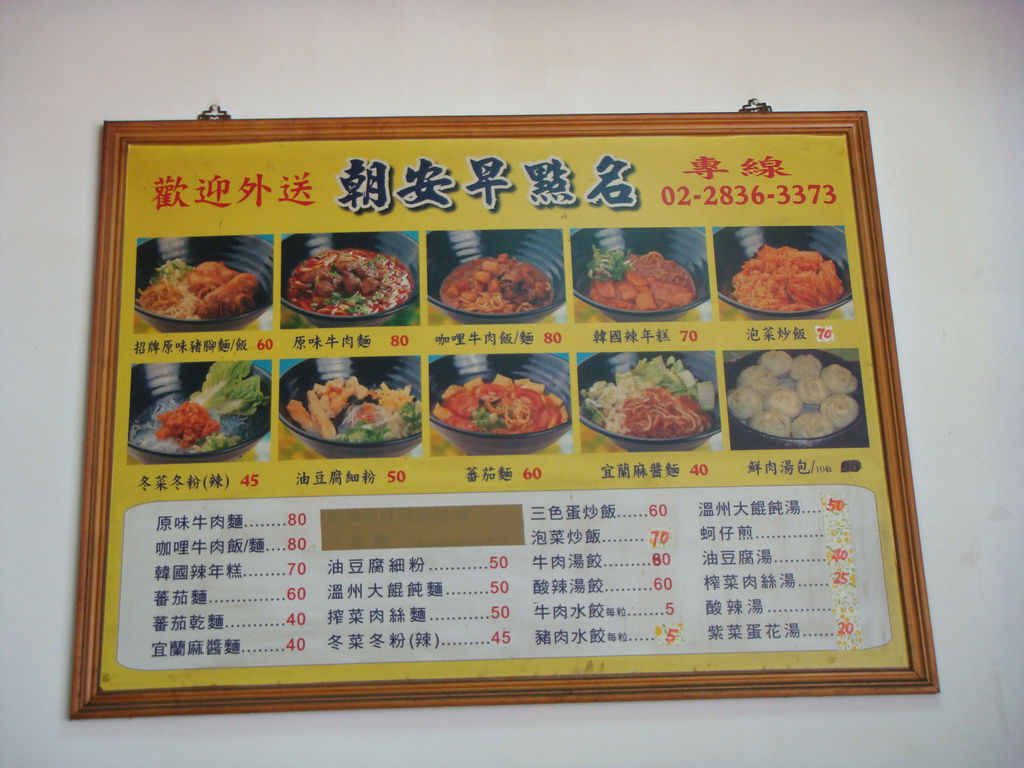 歡迎外送 朝安早點名 專線
02-2836-3373
招牌原味豬腳麵/飯 60 原味牛肉麵 80 咖哩牛肉飯/麵 80 韓國辣年糕 70 泡菜炒飯 70
冬菜冬粉(辣) 45 油豆腐細粉 50 蕃茄麵 60 宜蘭麻醬麵 40 鮮肉湯包/10粒
原味牛肉麵........80
咖哩牛肉飯/麵....80
韓國辣年糕........70
蕃茄麵..............60
蕃茄乾麵...........40
宜蘭麻醬麵........40
油豆腐細粉...........50
溫州大餛飩麵........50
搾菜肉絲麵...........50
冬菜冬粉(辣).........45
三色蛋炒飯......60
泡菜炒飯.........70
牛肉湯餃.........80
酸辣湯餃.........60
牛肉水餃每粒.......5
豬肉水餃每粒......5
溫州大餛飩湯....50
蚵仔煎............
油豆腐湯.........40
榨菜肉絲湯......25
酸辣湯...........
紫菜蛋花湯......20